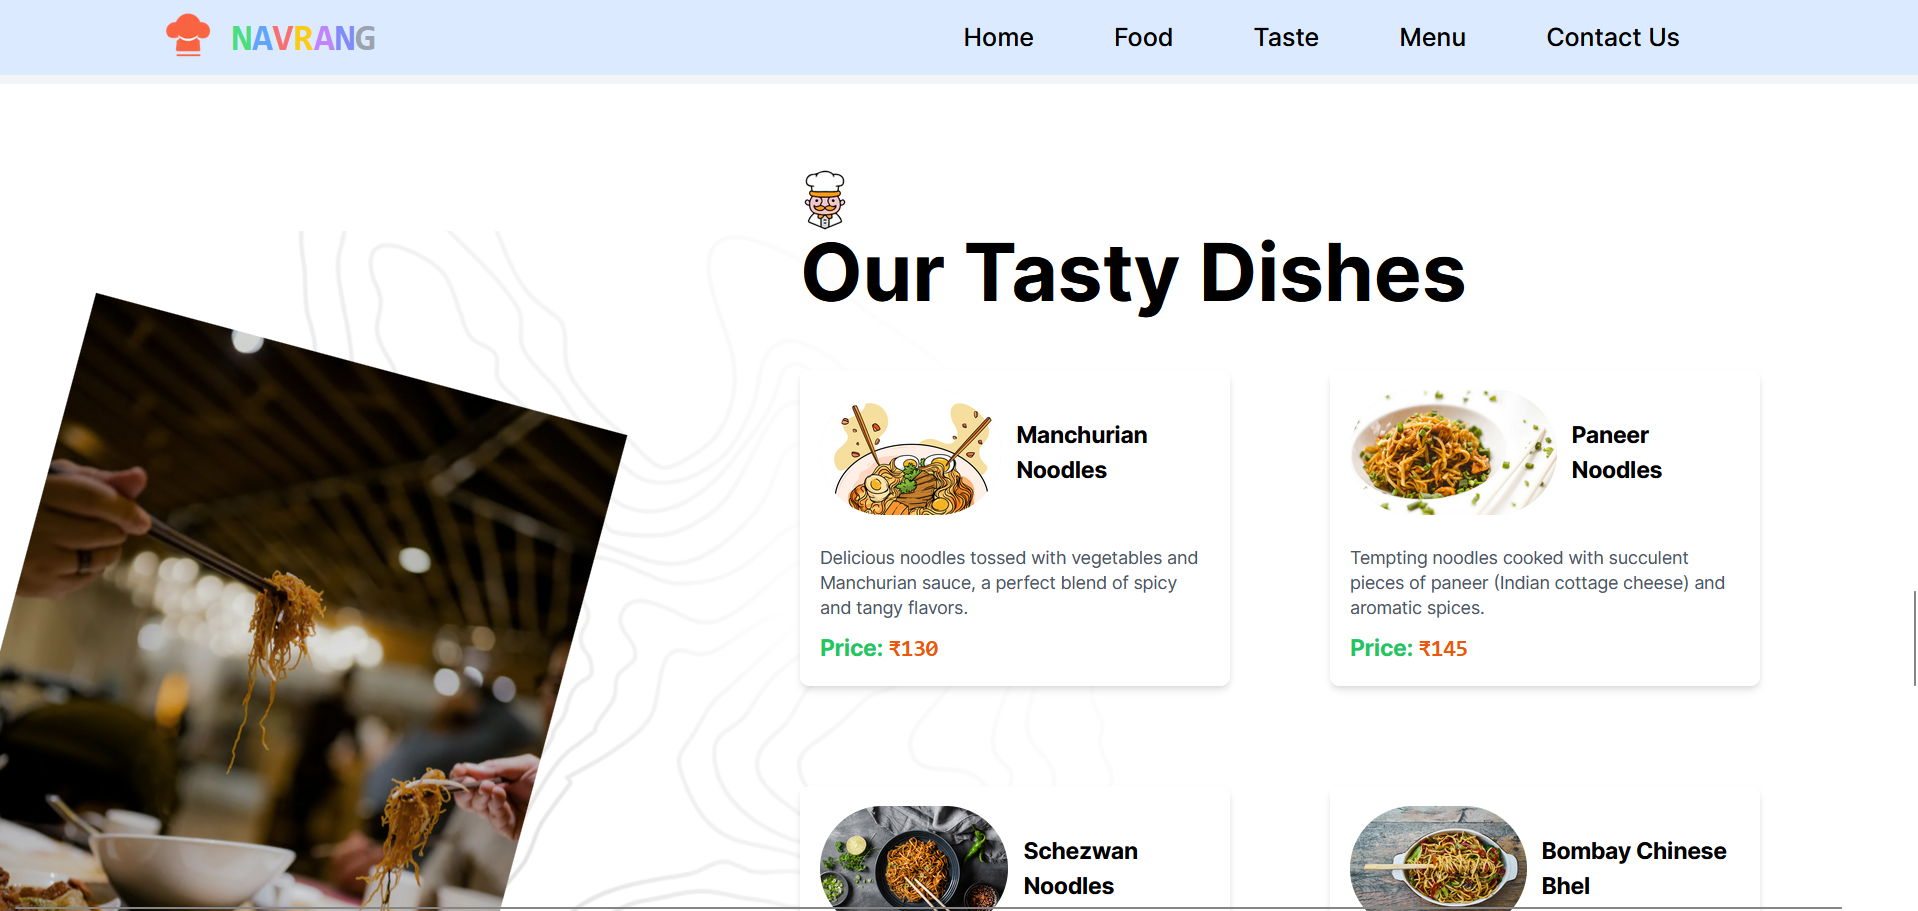 NAVRANG
Home Food Taste Menu Contact Us
Our Tasty Dishes
Manchurian
Noodles
Delicious noodles tossed with vegetables and
Manchurian sauce, a perfect blend of spicy
and tangy flavors.
Price: ₹130
Paneer
Noodles
Tempting noodles cooked with succulent
pieces of paneer (Indian cottage cheese) and
aromatic spices.
Price: ₹145
Schezwan
Noodles
Bombay Chinese
Bhel